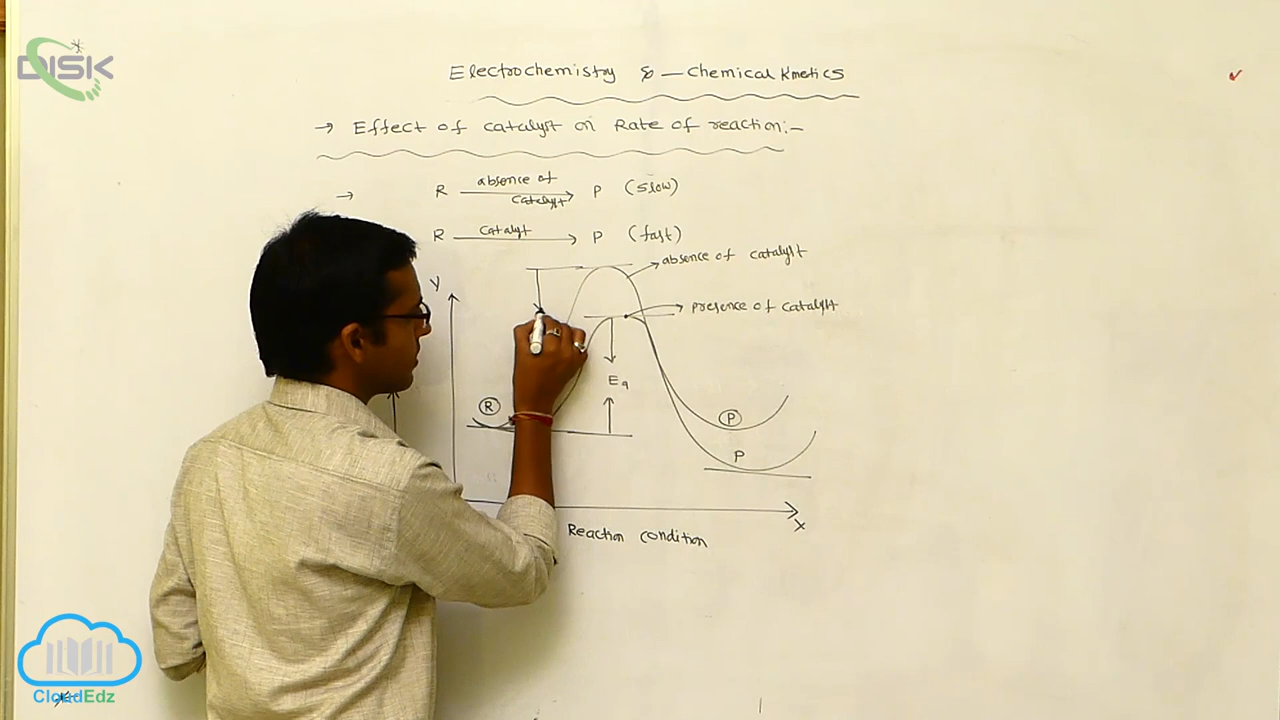 DISK
Electrochemistry & - Chemical Kinetics
→ Effect of catalyst on Rate of reaction:-
→ R absence of catalyst → P (slow)
R catalyst → P (fast)
absence of catalyst
Y
presence of catalyst
Ea
R
P
P
X
Reaction condition
CloudEdz